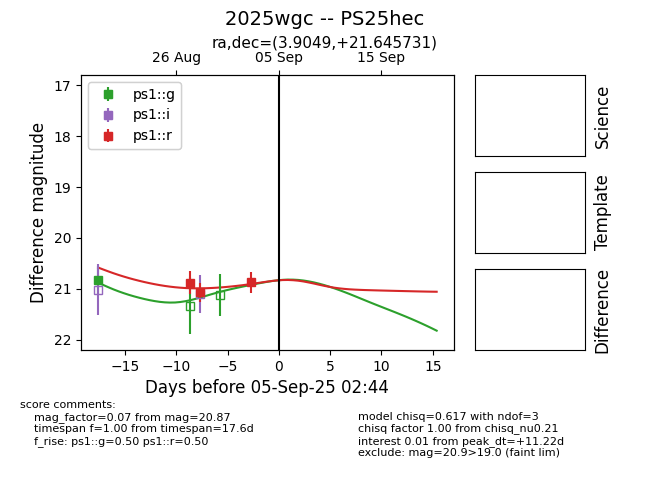 2025wgc -- PS25hec
ra,dec=(3.9049,+21.645731)
26 Aug 05 Sep 15 Sep
ps1::g
ps1::i
ps1::r
17
18
19
20
21
22
Difference magnitude
−15 −10 −5 0 5 10 15
Days before 05-Sep-25 02:44
Science
Template
Difference
score comments:
mag_factor=0.07 from mag=20.87
timespan f=1.00 from timespan=17.6d
f_rise: ps1::g=0.50 ps1::r=0.50
model chisq=0.617 with ndof=3
chisq factor 1.00 from chisq_nu0.21
interest 0.01 from peak_dt=+11.22d
exclude: mag=20.9>19.0 (faint lim)